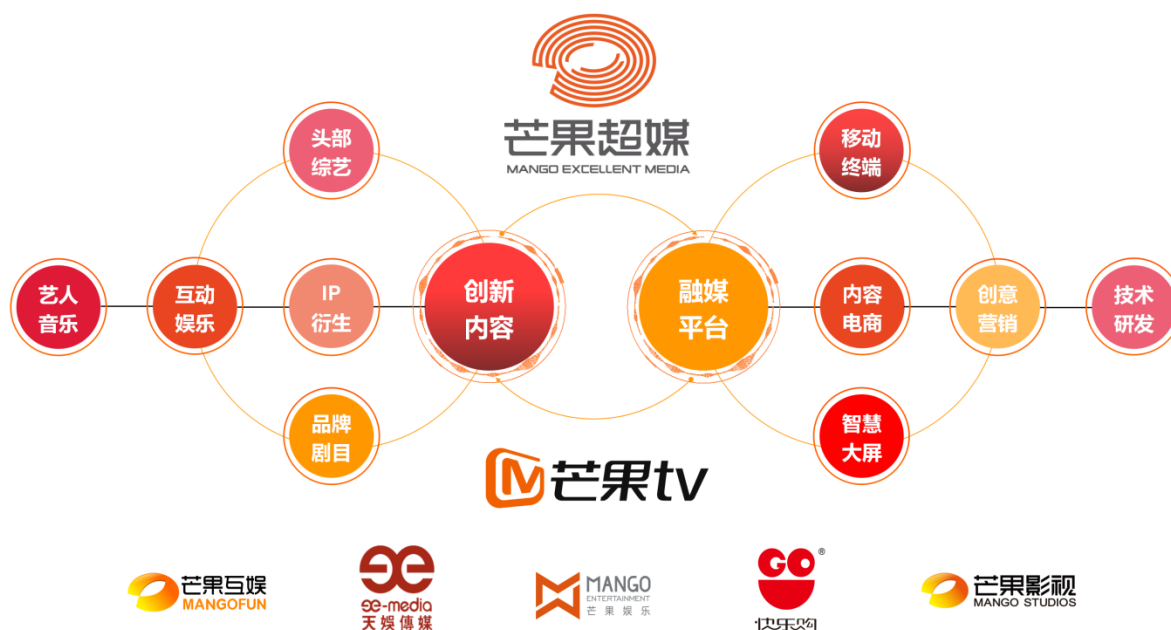 芒果超媒
MANGO EXCELLENT MEDIA
头部
综艺
移动
终端
艺人
音乐
互动
娱乐
IP
衍生
创新
内容
融媒
平台
内容
电商
创意
营销
技术
研发
品牌
剧目
智慧
大屏
芒果tv
芒果互娱
MANGOFUN
ee-media
天娱傳媒
MANGO
ENTERTAINMENT
芒果娱乐
GO
®
快乐购
芒果影视
MANGO STUDIOS